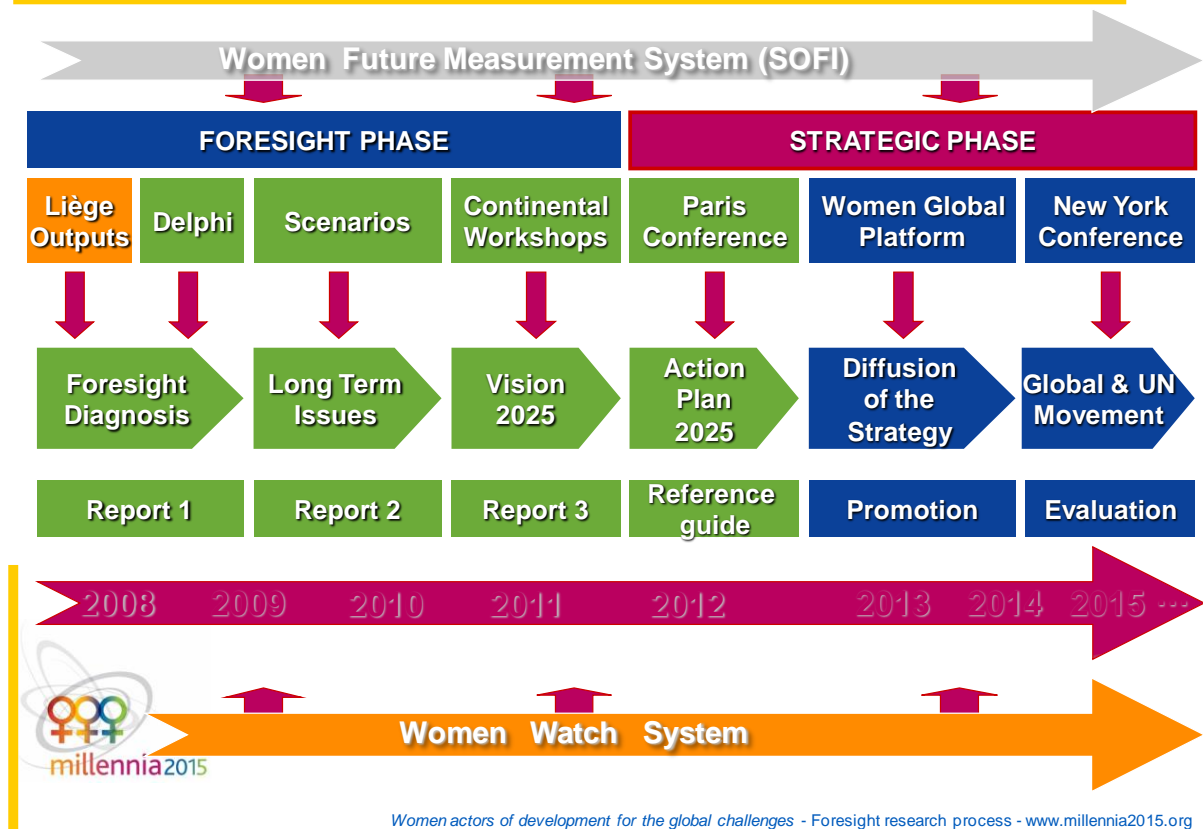 Women Future Measurement System (SOFI)
FORESIGHT PHASE
STRATEGIC PHASE
Liège
Outputs
Delphi
Scenarios
Continental
Workshops
Paris
Conference
Women Global
Platform
New York
Conference
Foresight
Diagnosis
Long Term
Issues
Vision
2025
Action
Plan
2025
Diffusion
of the
Strategy
Global & UN
Movement
Report 1
Report 2
Report 3
Reference
guide
Promotion
Evaluation
2008 2009 2010 2011 2012 2013 2014 2015 ...
Women Watch System
millennia2015
Women actors of development for the global challenges - Foresight research process - www.millennia2015.org